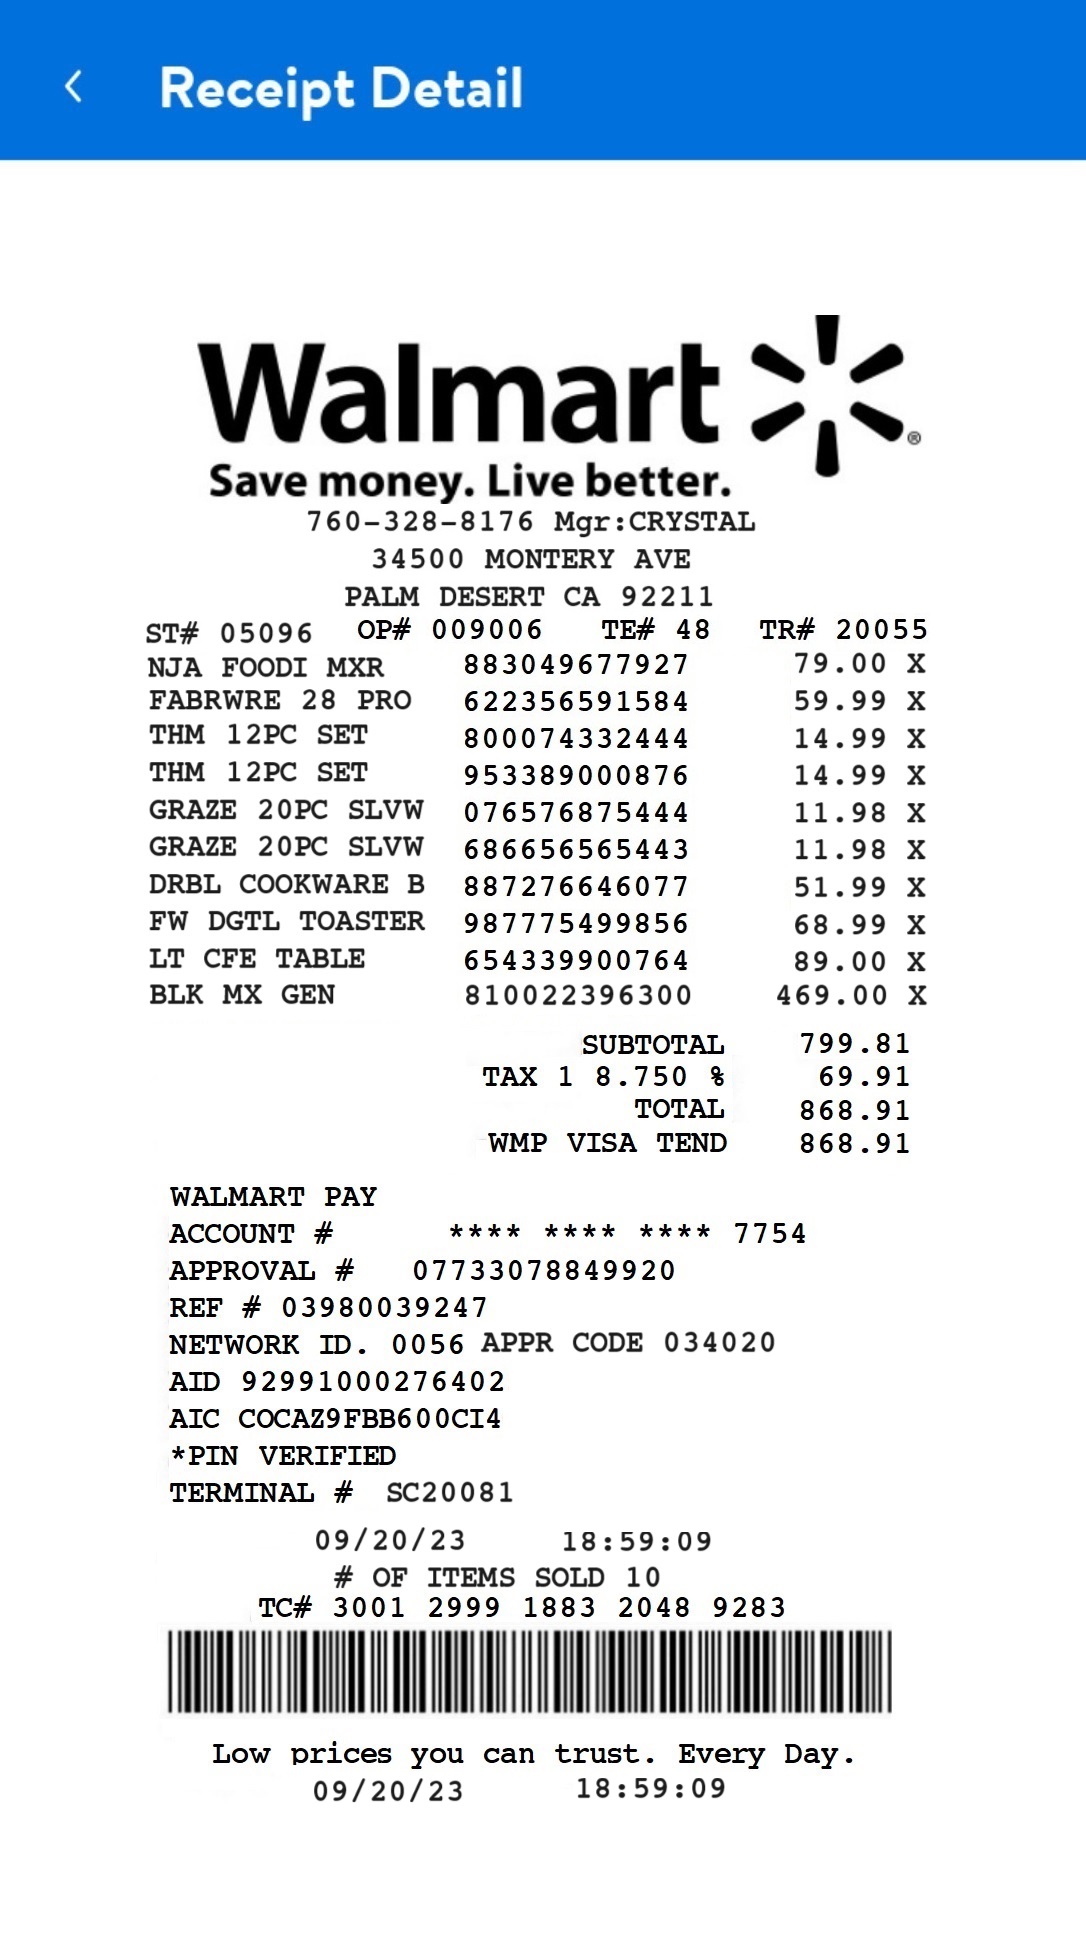 Receipt Detail
Walmart
Save money. Live better.
760-328-8176 Mgr:CRYSTAL
34500 MONTERY AVE
PALM DESERT CA 92211
ST# 05096 OP# 009006 TE# 48 TR# 20055
NJA FOODI MXR 883049677927 79.00 X
FABRWRE 28 PRO 622356591584 59.99 X
THM 12PC SET 800074332444 14.99 X
THM 12PC SET 953389000876 14.99 X
GRAZE 20PC SLVW 076576875444 11.98 X
GRAZE 20PC SLVW 686656565443 11.98 X
DRBL COOKWARE B 887276646077 51.99 X
FW DGTL TOASTER 987775499856 68.99 X
LT CFE TABLE 654339900764 89.00 X
BLK MX GEN 810022396300 469.00 X
SUBTOTAL 799.81
TAX 1 8.750 % 69.91
TOTAL 868.91
WMP VISA TEND 868.91
WALMART PAY
ACCOUNT # **** **** **** 7754
APPROVAL # 07733078849920
REF # 03980039247
NETWORK ID. 0056 APPR CODE 034020
AID 92991000276402
AIC COCAZ9FBB600CI4
*PIN VERIFIED
TERMINAL # SC20081
09/20/23 18:59:09
# OF ITEMS SOLD 10
TC# 3001 2999 1883 2048 9283
Low prices you can trust. Every Day.
09/20/23 18:59:09